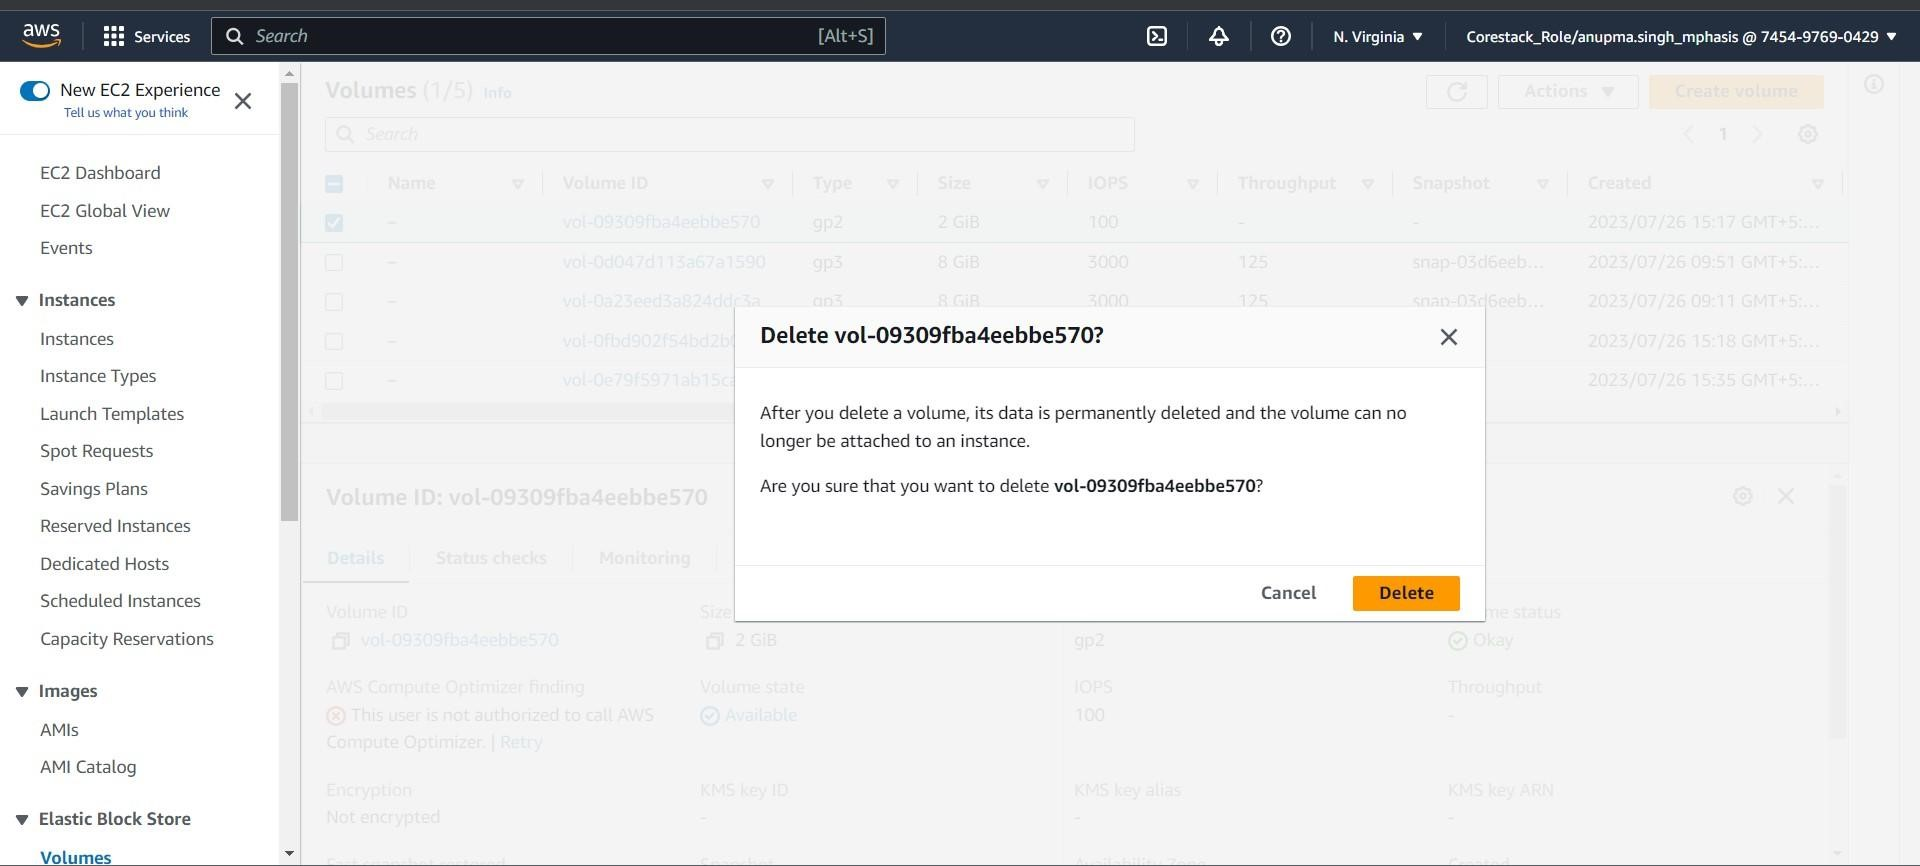 aws
Services
Search
[Alt+S]
N. Virginia
Corestack_Role/anupma.singh_mphasis @ 7454-9769-0429
New EC2 Experience
Tell us what you think
EC2 Dashboard
EC2 Global View
Events
Instances
Instances
Instance Types
Launch Templates
Spot Requests
Savings Plans
Reserved Instances
Dedicated Hosts
Scheduled Instances
Capacity Reservations
Images
AMIs
AMI Catalog
Elastic Block Store
Volumes
Volumes (1/5) Info
Actions
Create volume
Search
1
Name Volume ID Type Size IOPS Throughput Snapshot Created
– vol-09309fba4eebbe570 gp2 2 GiB 100 - - 2023/07/26 15:17 GMT+5:...
– vol-0d047d113a67a1590 gp3 8 GiB 3000 125 snap-03d6eeb... 2023/07/26 09:51 GMT+5:...
– vol-0a23eed3a824ddc3a gp3 8 GiB 3000 125 snap-03d6eeb... 2023/07/26 09:11 GMT+5:...
– 2023/07/26 15:18 GMT+5:...
– 2023/07/26 15:35 GMT+5:...
Delete vol-09309fba4eebbe570?
After you delete a volume, its data is permanently deleted and the volume can no
longer be attached to an instance.
Are you sure that you want to delete vol-09309fba4eebbe570?
Cancel
Delete
Volume ID: vol-09309fba4eebbe570
Details
Status checks
Monitoring
Volume ID
vol-09309fba4eebbe570
Size
2 GiB
gp2
status
Okay
AWS Compute Optimizer finding
This user is not authorized to call AWS
Compute Optimizer. | Retry
Volume state
Available
IOPS
100
Throughput
-
Encryption
Not encrypted
KMS key ID
-
KMS key alias
-
KMS key ARN
-
Fast snapshot restored
Snapshot
Availability Zone
Created